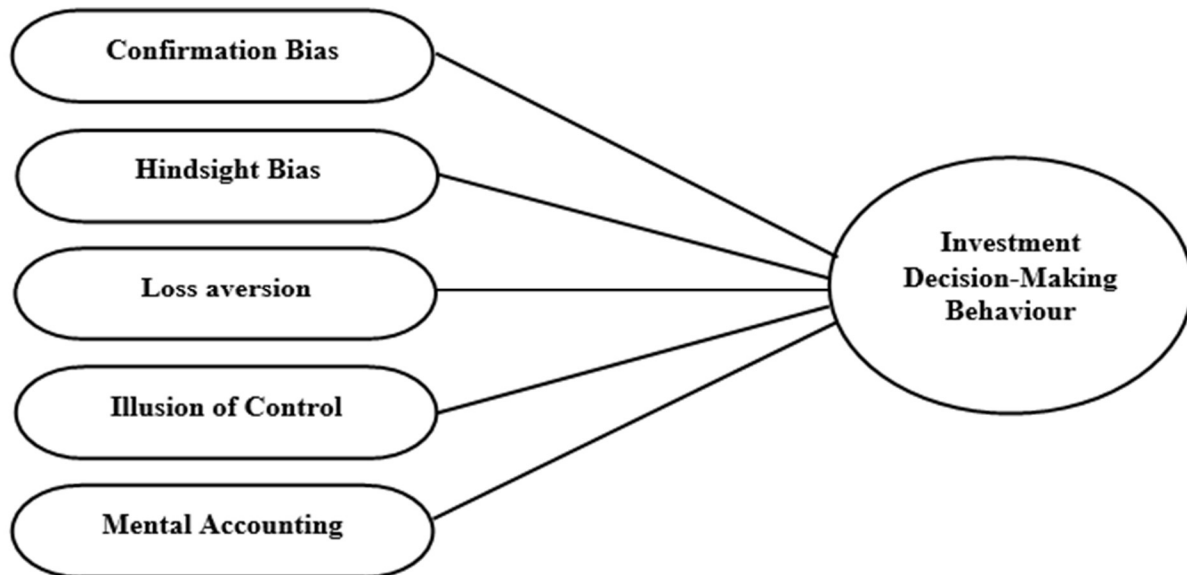 Confirmation Bias
Hindsight Bias
Loss aversion
Illusion of Control
Mental Accounting
Investment
Decision-Making
Behaviour